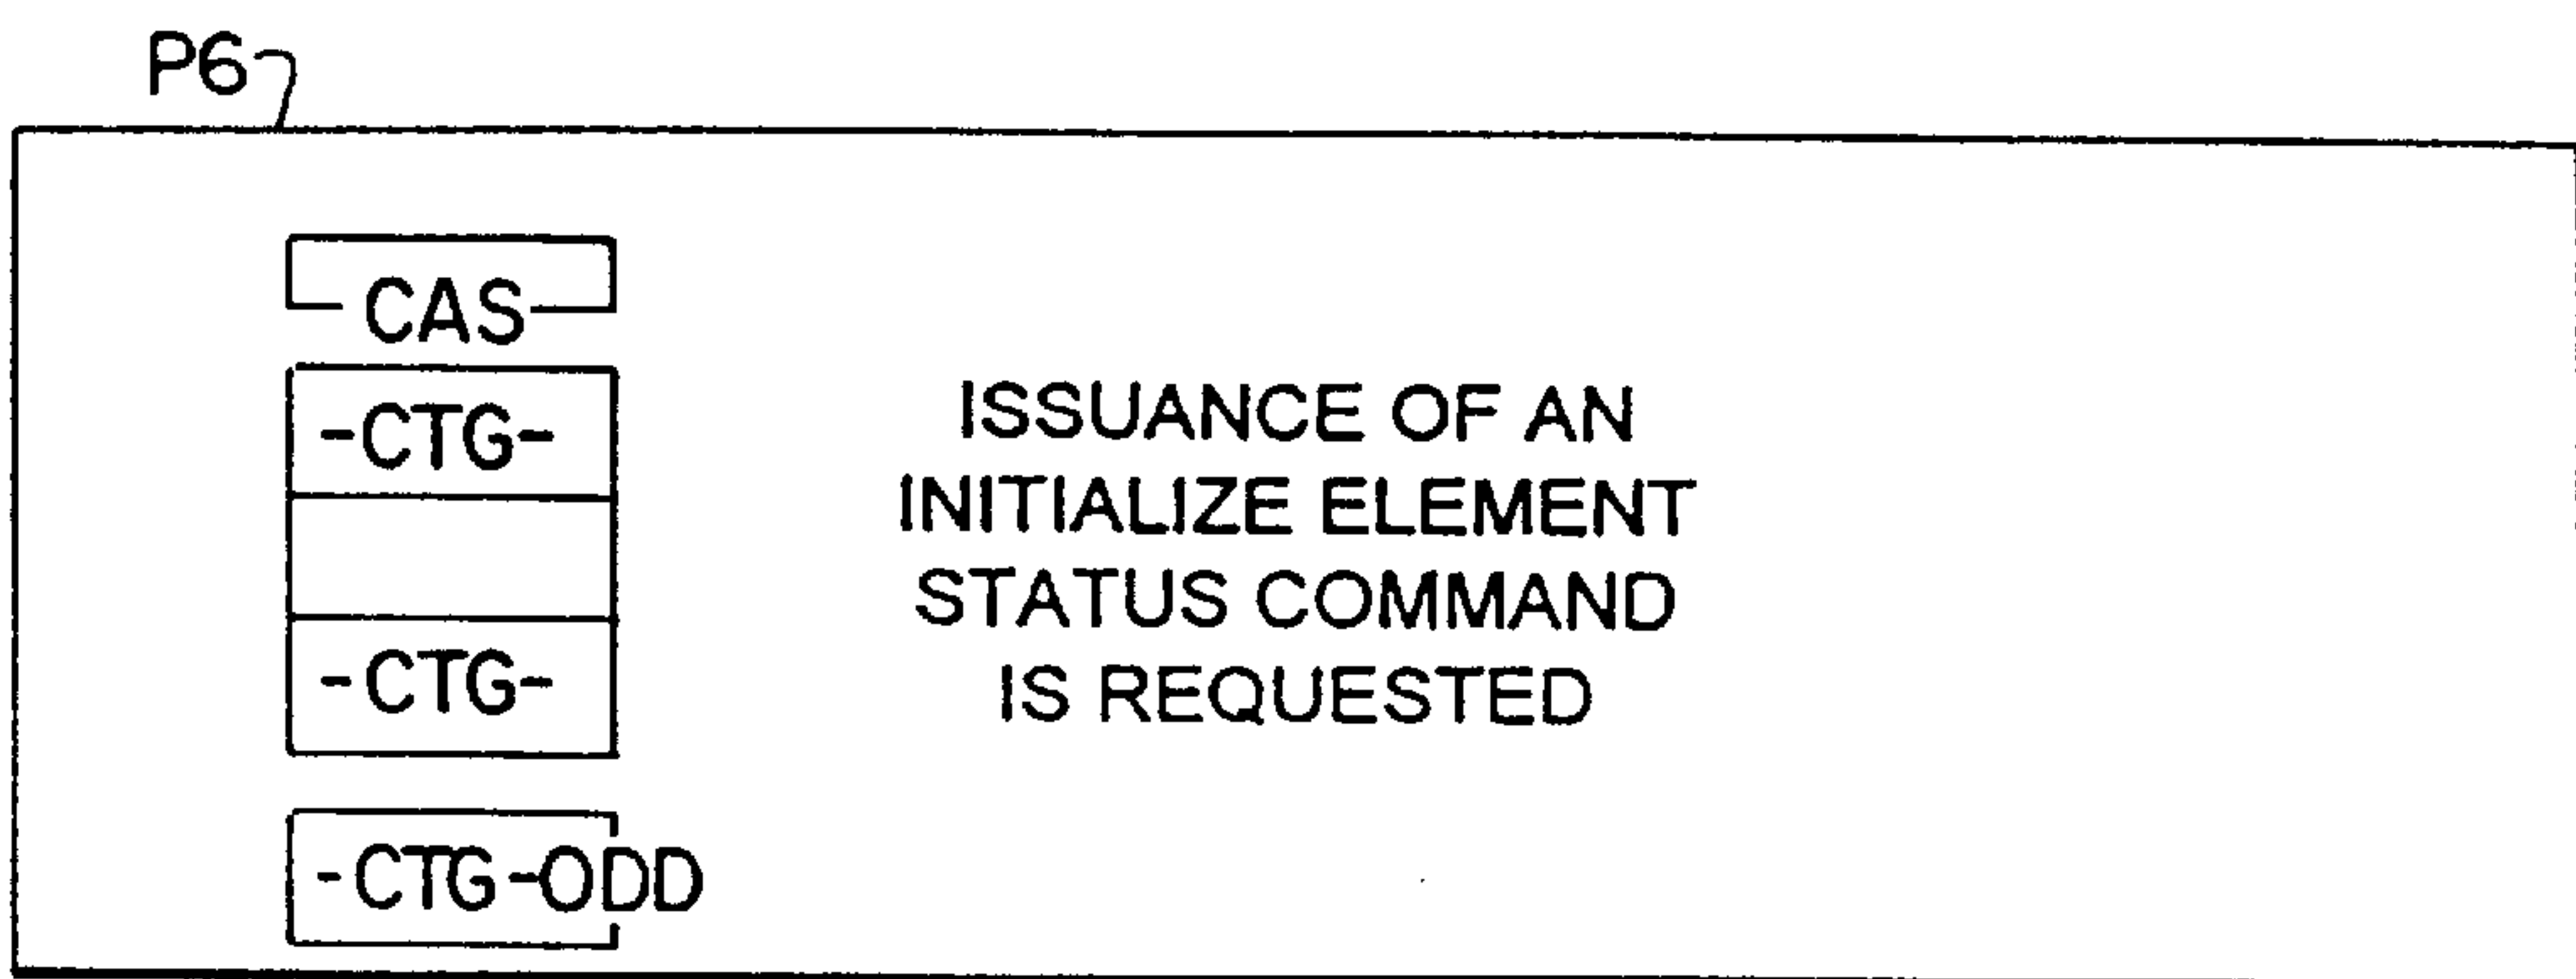 P6
CAS
-CTG-
-CTG-
-CTG-ODD
ISSUANCE OF AN
INITIALIZE ELEMENT
STATUS COMMAND
IS REQUESTED